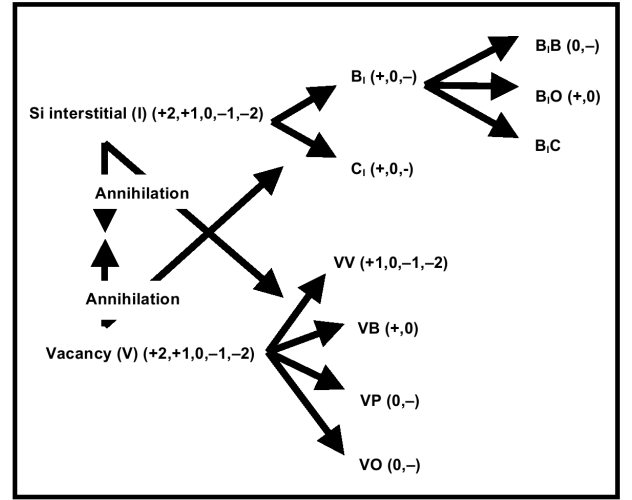 BIB (0,–)
BI (+,0,–)
BIO (+,0)
Si interstitial (I) (+2,+1,0,–1,–2)
BIC
CI (+,0,-)
Annihilation
VV (+1,0,–1,–2)
Annihilation
VB (+,0)
Vacancy (V) (+2,+1,0,–1,–2)
VP (0,–)
VO (0,–)